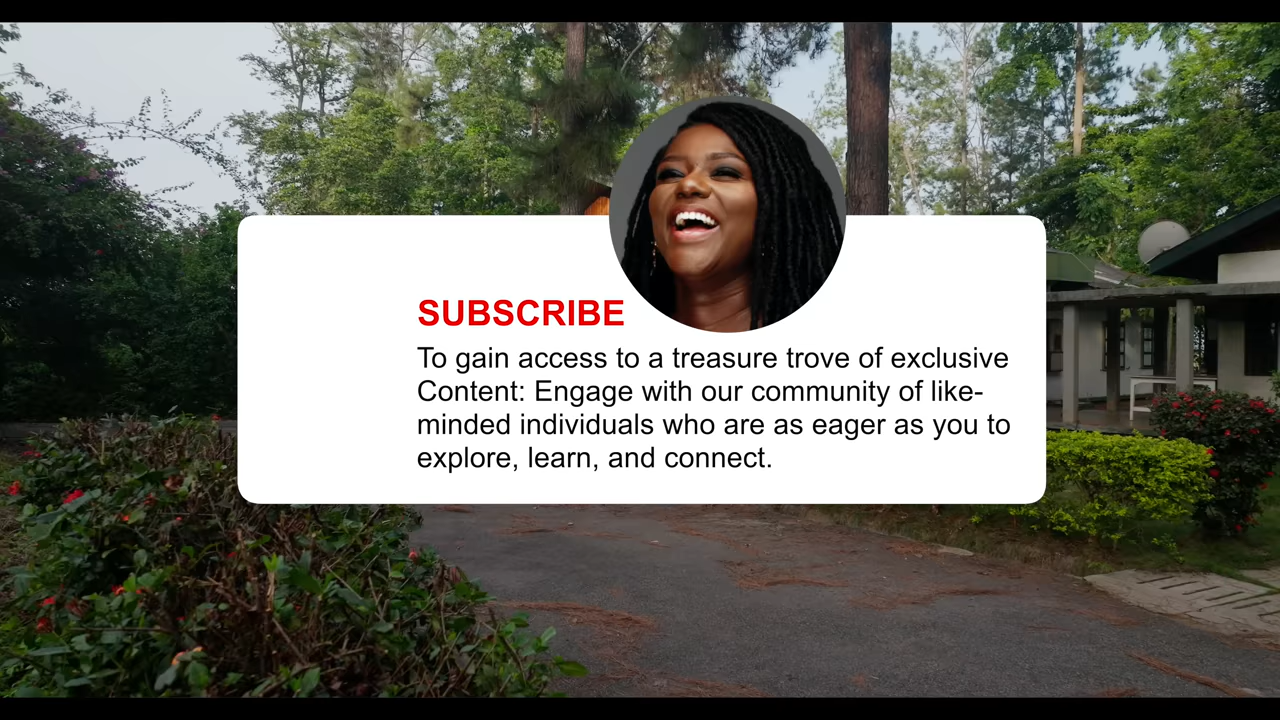 SUBSCRIBE
To gain access to a treasure trove of exclusive
Content: Engage with our community of like-
minded individuals who are as eager as you to
explore, learn, and connect.